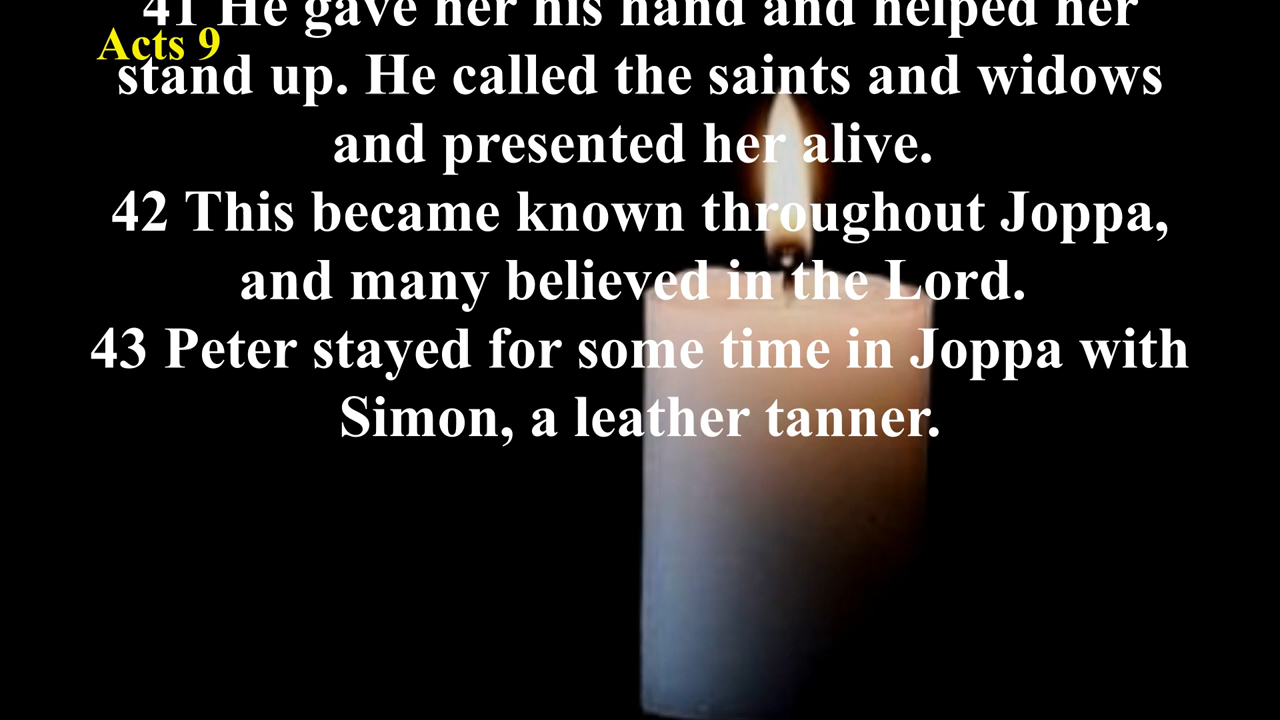 41 He gave her his hand and helped her
Acts 9
stand up. He called the saints and widows
and presented her alive.
42 This became known throughout Joppa,
and many believed in the Lord.
43 Peter stayed for some time in Joppa with
Simon, a leather tanner.